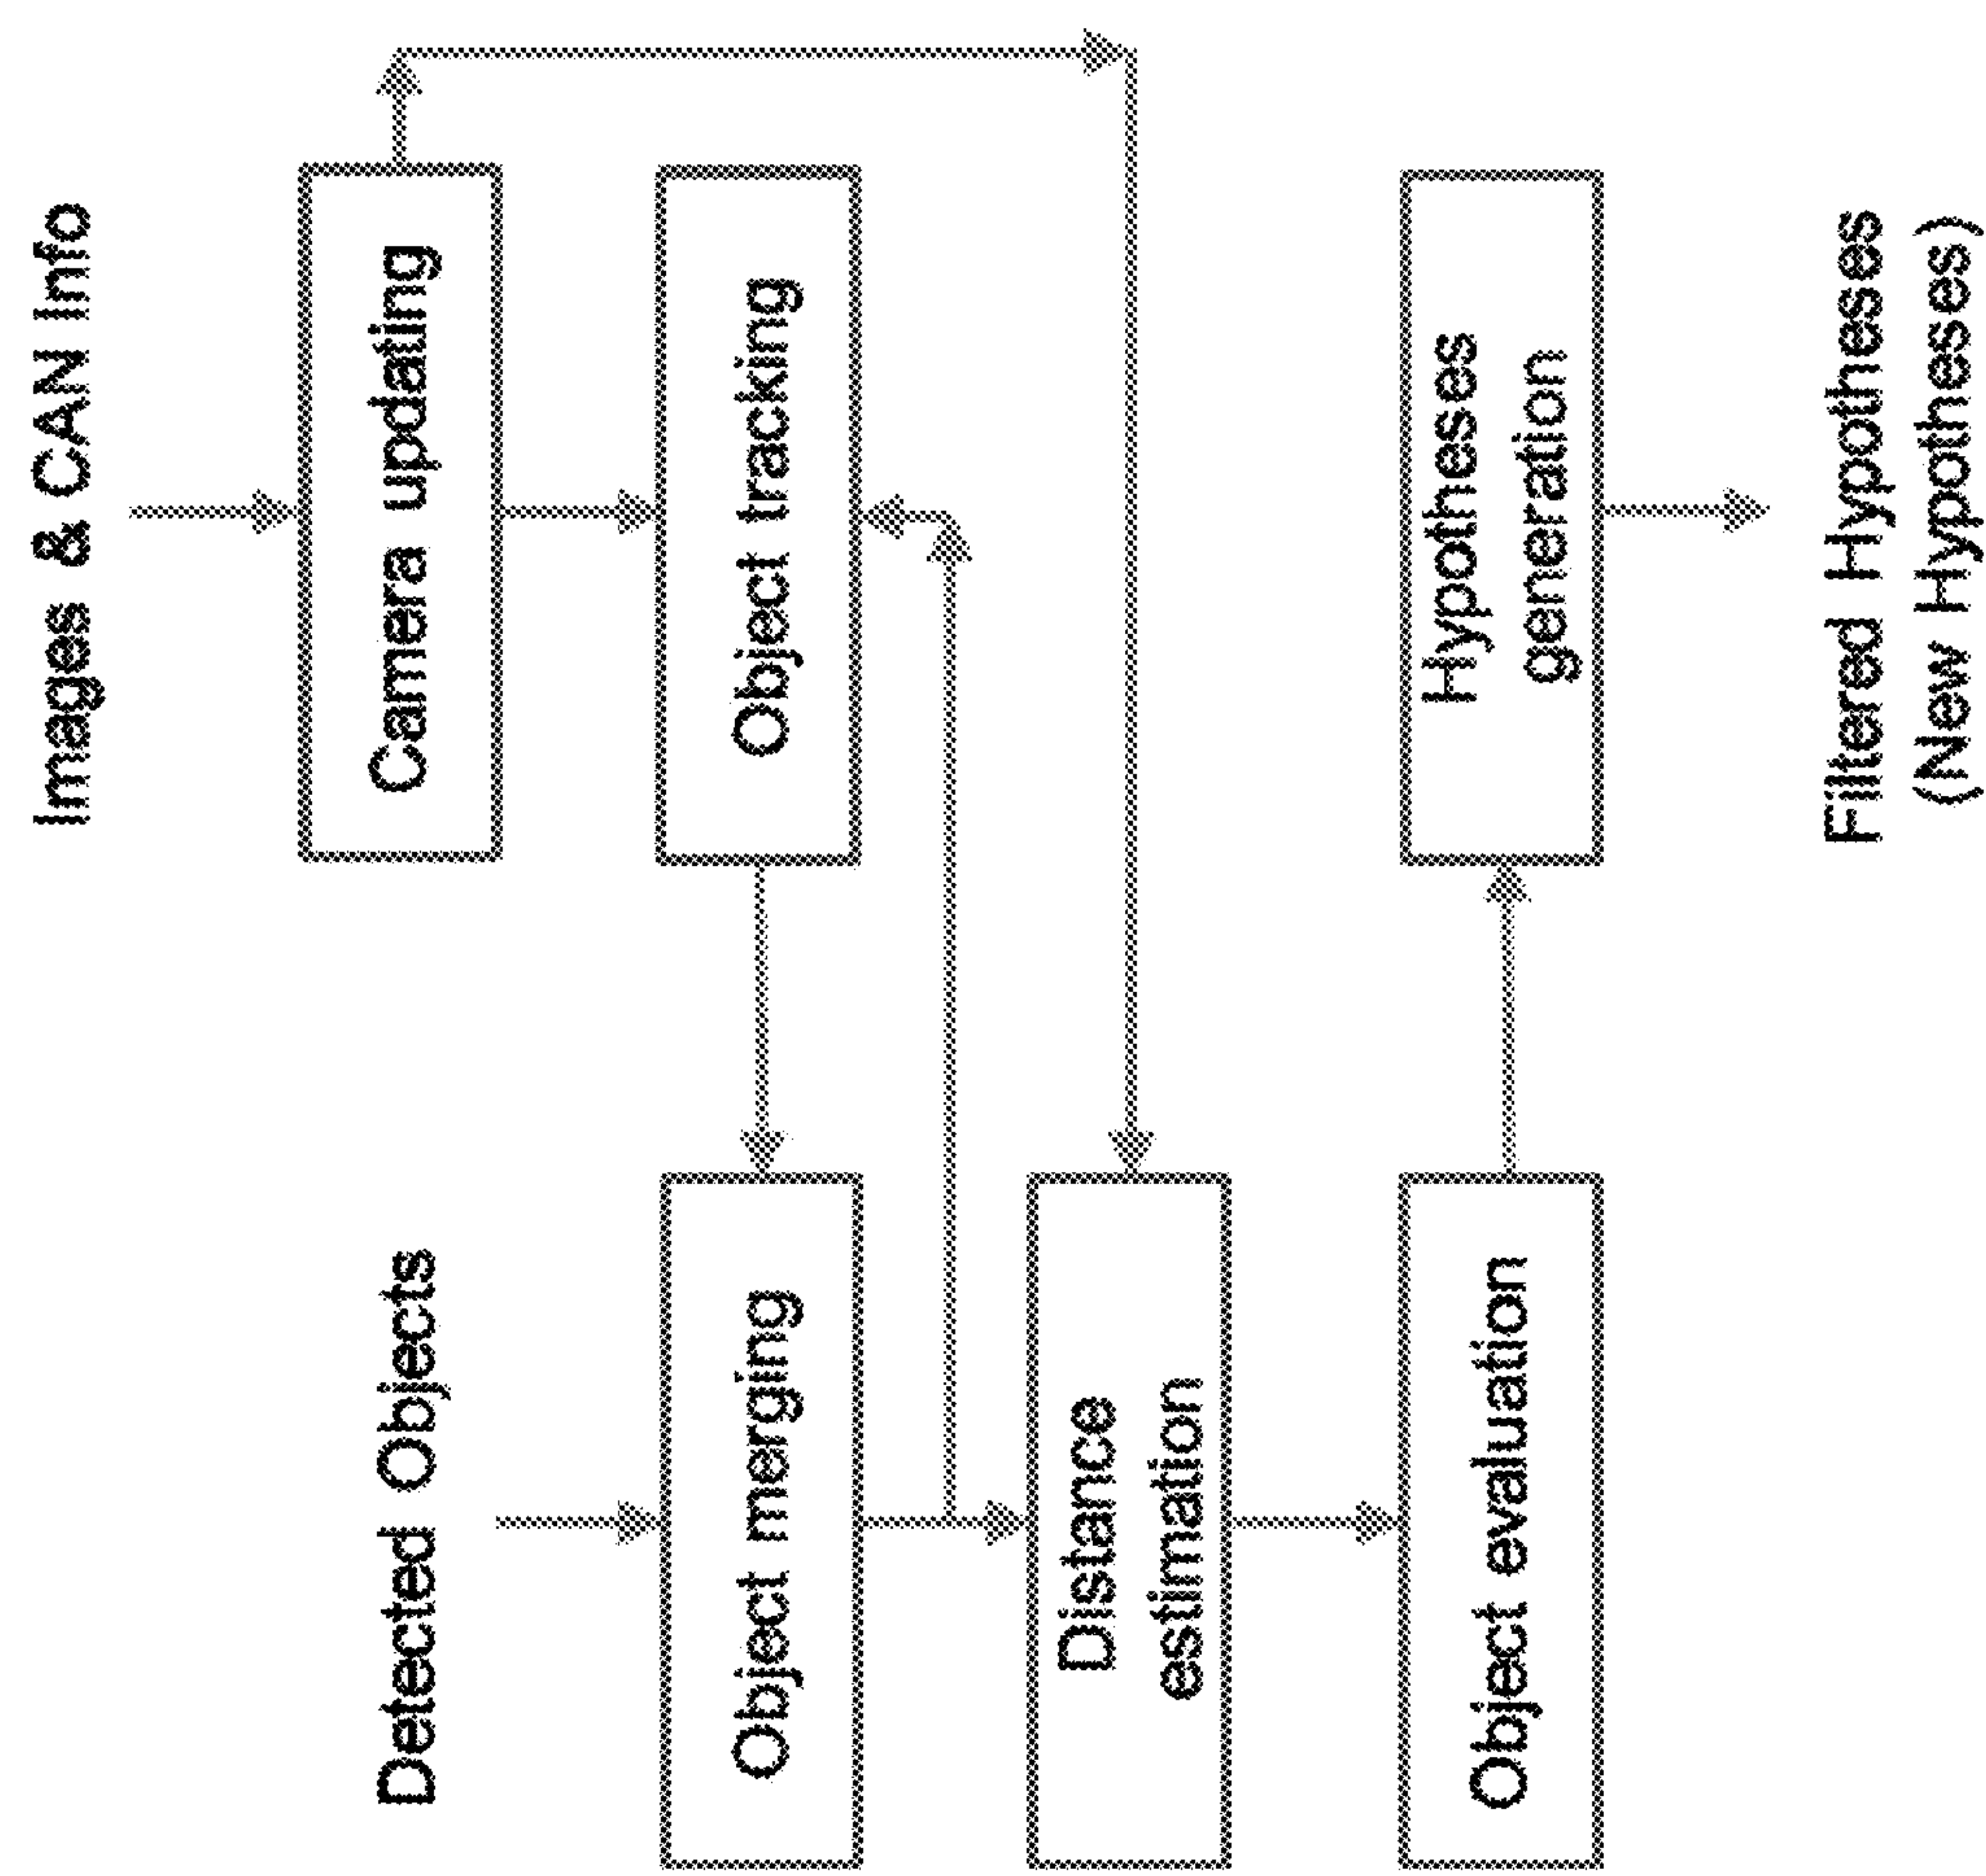 Images & CAN Info
Detected Objects
Camera updating
Object merging
Object tracking
Distance
estimation
Object evaluation
Hypotheses
generation
Filtered Hypotheses
(New Hypotheses)